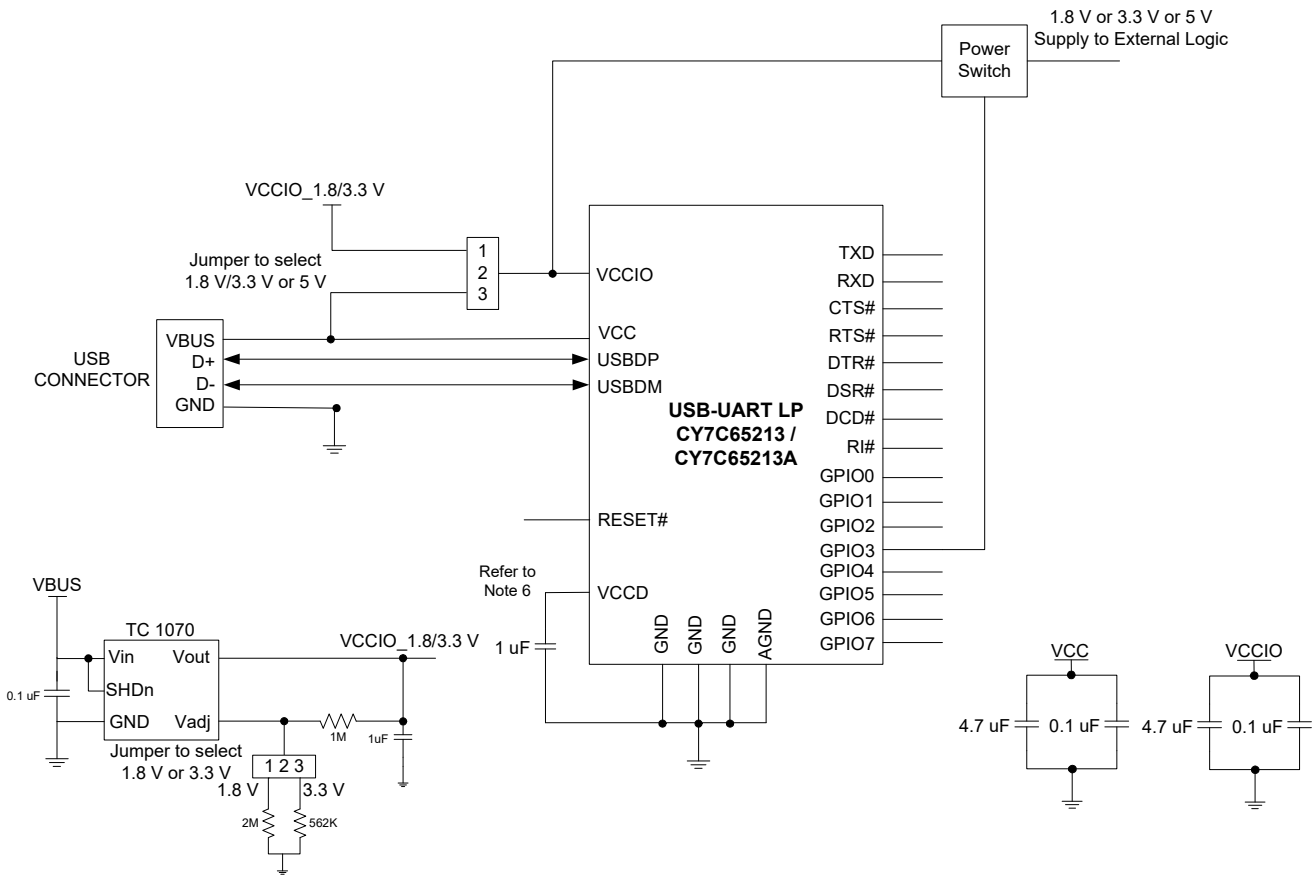 1.8 V or 3.3 V or 5 V
Supply to External Logic
Power
Switch
VCCIO_1.8/3.3 V
Jumper to select
1.8 V/3.3 V or 5 V
1
2
3
USB
CONNECTOR
VBUS
D+
D-
GND
VCCIO
VCC
USBDP
USBDM
RESET#
VCCD
USB-UART LP
CY7C65213 /
CY7C65213A
TXD
RXD
CTS#
RTS#
DTR#
DSR#
DCD#
RI#
GPIO0
GPIO1
GPIO2
GPIO3
GPIO4
GPIO5
GPIO6
GPIO7
GND
GND
GND
AGND
Refer to
Note 6
1 uF
VBUS
TC 1070
Vin
Vout
SHDn
GND
Vadj
VCCIO_1.8/3.3 V
0.1 uF
1M
1uF
Jumper to select
1.8 V or 3.3 V
1 2 3
1.8 V
3.3 V
2M
562K
VCC
4.7 uF
0.1 uF
VCCIO
4.7 uF
0.1 uF